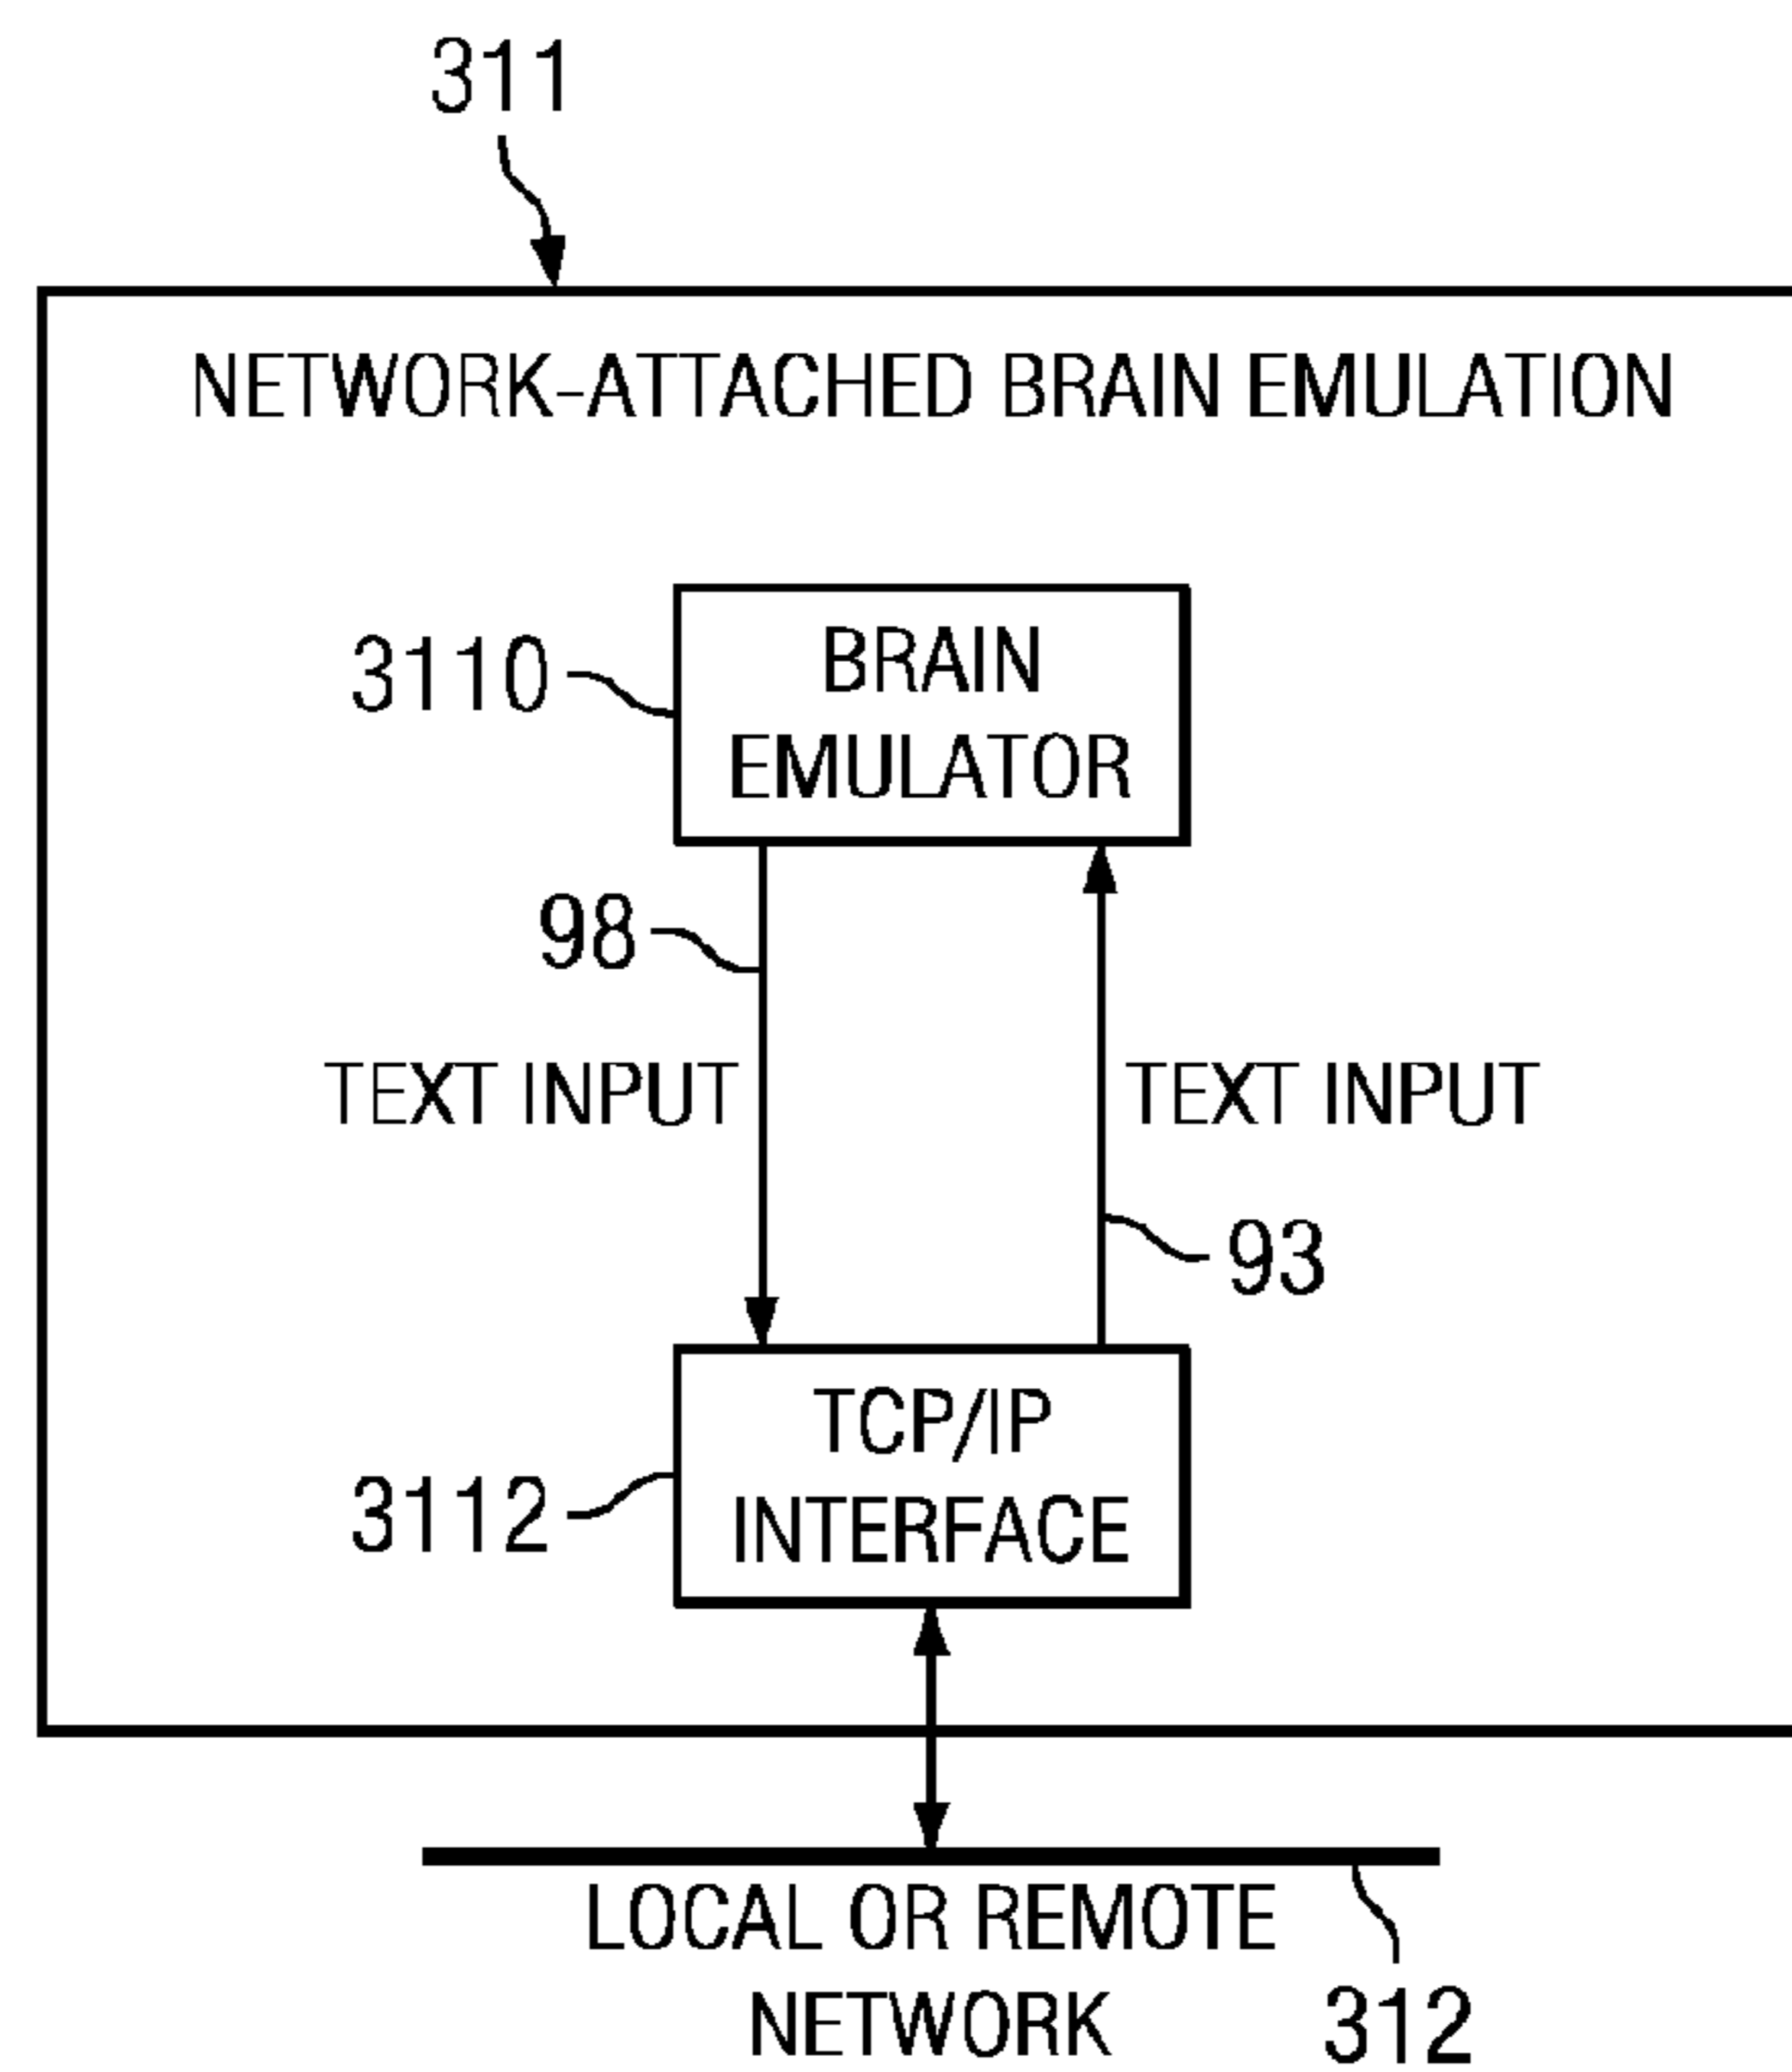 311
NETWORK-ATTACHED BRAIN EMULATION
3110
BRAIN
EMULATOR
98
TEXT INPUT
TEXT INPUT
93
3112
TCP/IP
INTERFACE
LOCAL OR REMOTE
NETWORK
312